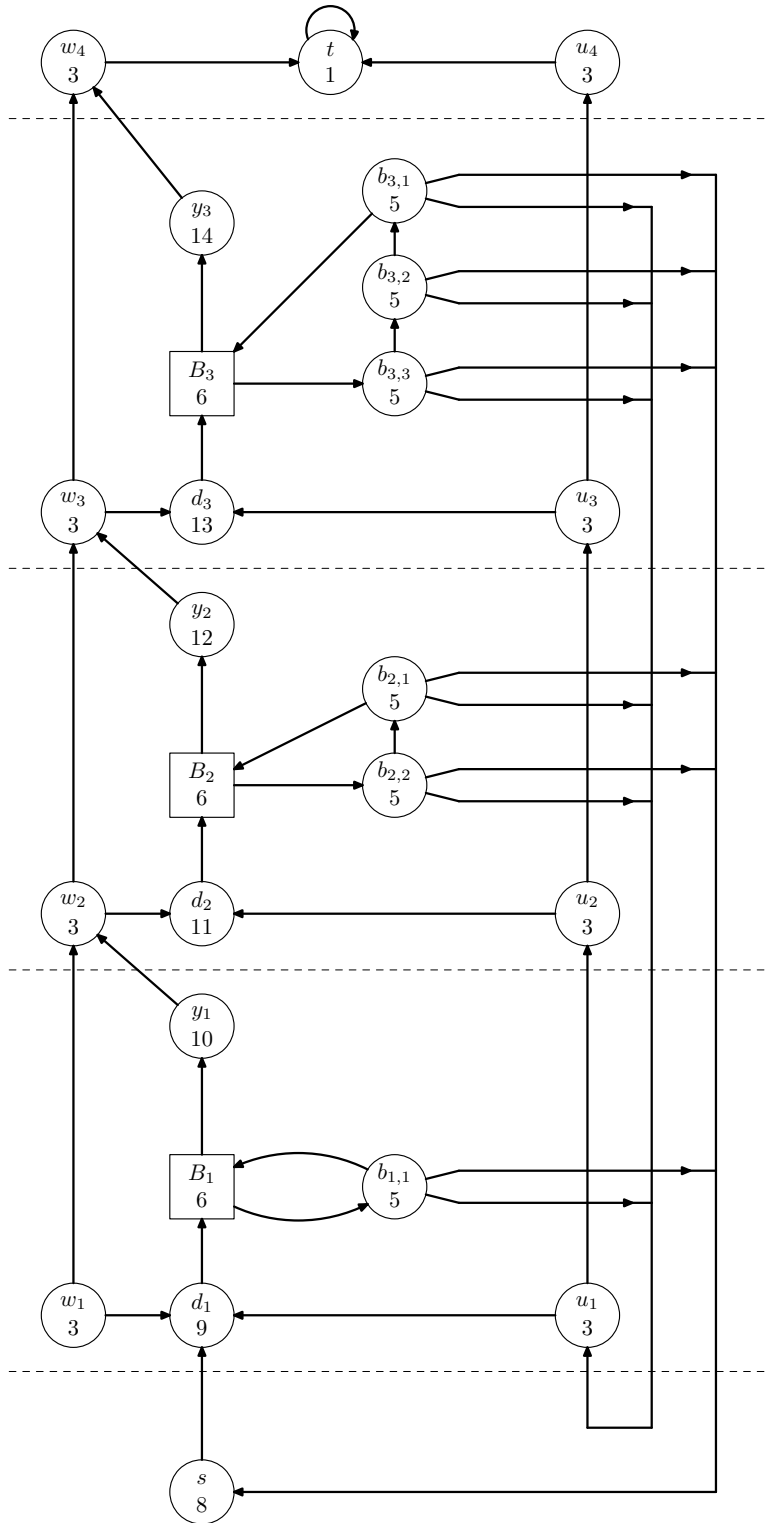 w₄
3
t
1
u₄
3
b₃,₁
5
y₃
14
b₃,₂
5
B₃
6
b₃,₃
5
w₃
3
d₃
13
u₃
3
y₂
12
b₂,₁
5
B₂
6
b₂,₂
5
w₂
3
d₂
11
u₂
3
y₁
10
B₁
6
b₁,₁
5
w₁
3
d₁
9
u₁
3
s
8